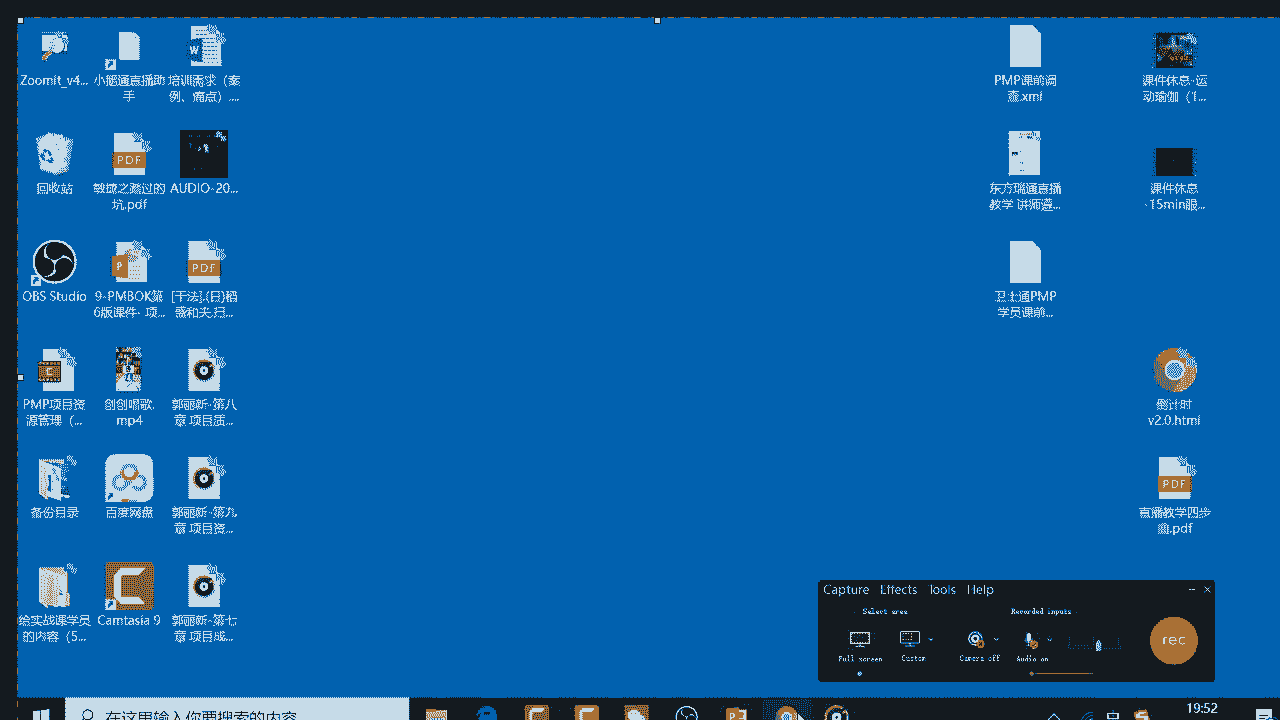 Zoomit_v4...
小鹅通直播助
手
培训需求（案
例、痛点）....
PMP课前调
查.xml
课件休息-运
动瑜伽（1...
回收站
敏捷之踩过的
坑.pdf
AUDIO-20...
东方瑞通直播
教学 讲师遵...
课件休息
-15min眼...
OBS Studio
9-PMBOK第
6版课件- 项...
[干法].(日)稻
盛和夫.扫...
卫士通PMP
学员课前...
PMP项目资
源管理（...
创创唱歌.
mp4
郭丽新-第八
章 项目质...
倒计时
v2.0.html
备份目录
百度网盘
郭丽新-第九
章 项目资...
直播教学四步
曲.pdf
给实战课学员
的内容（5...
Camtasia 9
郭丽新-第七
章 项目成...
PDF
PDF
PDF
Capture Effects Tools Help
Select area
Recorded inputs
Full screen
Custom
Camera off
Audio on
rec
在这里输入你要搜索的内容
中
19:52